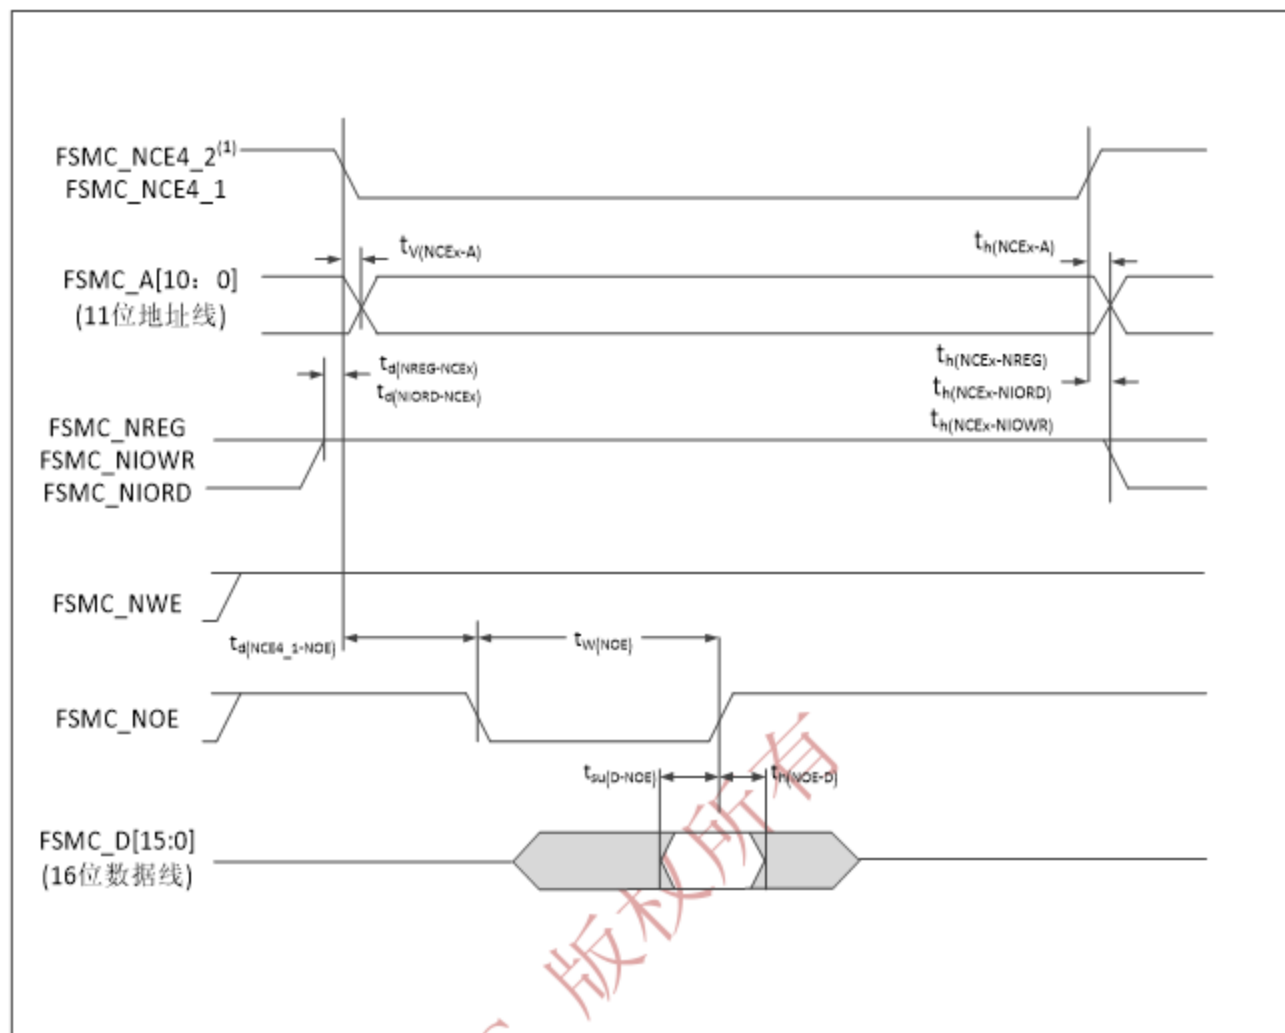 FSMC_NCE4_2(1)
FSMC_NCE4_1
tV(NCEx-A)
th(NCEx-A)
FSMC_A[10：0]
(11位地址线)
td(NREG-NCEx)
td(NIORD-NCEx)
th(NCEx-NREG)
th(NCEx-NIORD)
th(NCEx-NIOWR)
FSMC_NREG
FSMC_NIOWR
FSMC_NIORD
FSMC_NWE
td(NCE4_1-NOE)
tW(NOE)
FSMC_NOE
tsu(D-NOE)
th(NOE-D)
FSMC_D[15:0]
(16位数据线)
版权所有